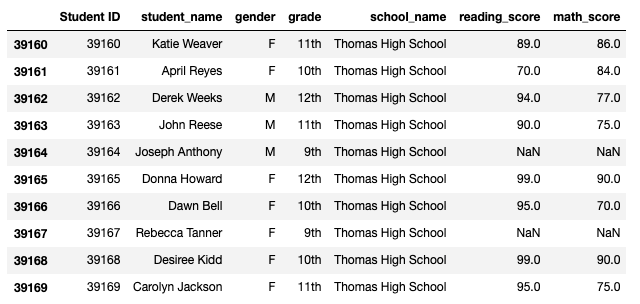 Student ID student_name gender grade school_name reading_score math_score
39160 39160 Katie Weaver F 11th Thomas High School 89.0 86.0
39161 39161 April Reyes F 10th Thomas High School 70.0 84.0
39162 39162 Derek Weeks M 12th Thomas High School 94.0 77.0
39163 39163 John Reese M 11th Thomas High School 90.0 75.0
39164 39164 Joseph Anthony M 9th Thomas High School NaN NaN
39165 39165 Donna Howard F 12th Thomas High School 99.0 90.0
39166 39166 Dawn Bell F 10th Thomas High School 95.0 70.0
39167 39167 Rebecca Tanner F 9th Thomas High School NaN NaN
39168 39168 Desiree Kidd F 10th Thomas High School 99.0 90.0
39169 39169 Carolyn Jackson F 11th Thomas High School 95.0 75.0